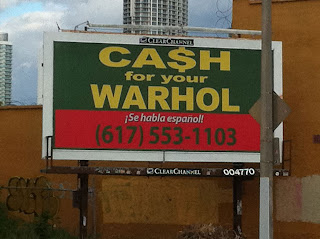 CLEARCHANNEL
CA$H
for your
WARHOL
¡Se habla español!
(617) 553-1103
CLEARCHANNEL 004770